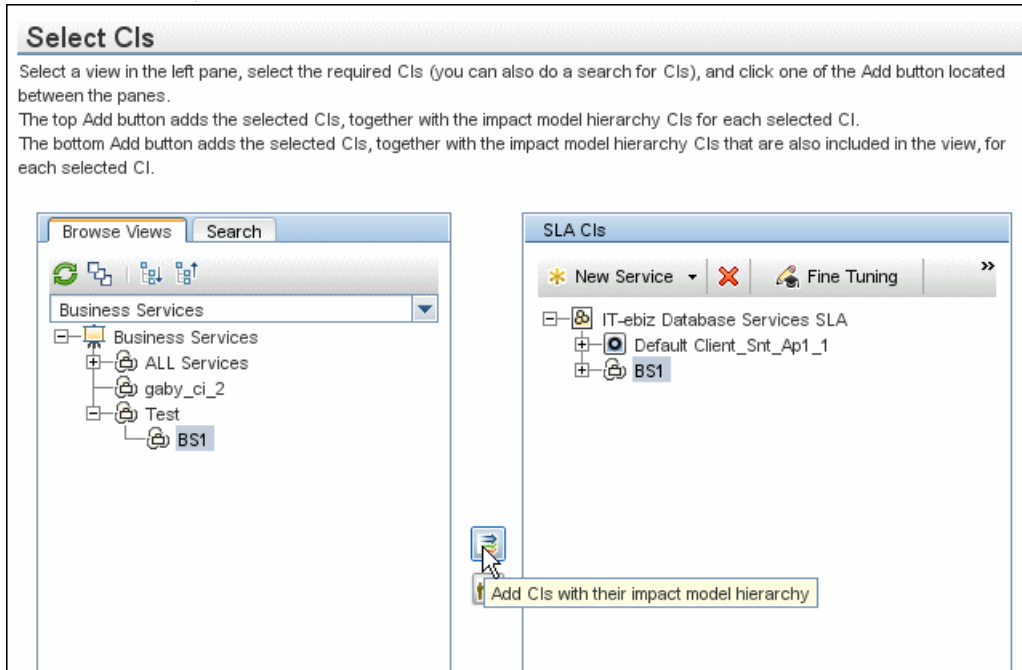 Select CIs
Select a view in the left pane, select the required CIs (you can also do a search for CIs), and click one of the Add button located
between the panes.
The top Add button adds the selected CIs, together with the impact model hierarchy CIs for each selected CI.
The bottom Add button adds the selected CIs, together with the impact model hierarchy CIs that are also included in the view, for
each selected CI.
Browse Views
Search
Business Services
Business Services
ALL Services
gaby_ci_2
Test
BS1
SLA CIs
New Service
Fine Tuning
»
IT-ebiz Database Services SLA
Default Client_Snt_Ap1_1
BS1
Add CIs with their impact model hierarchy